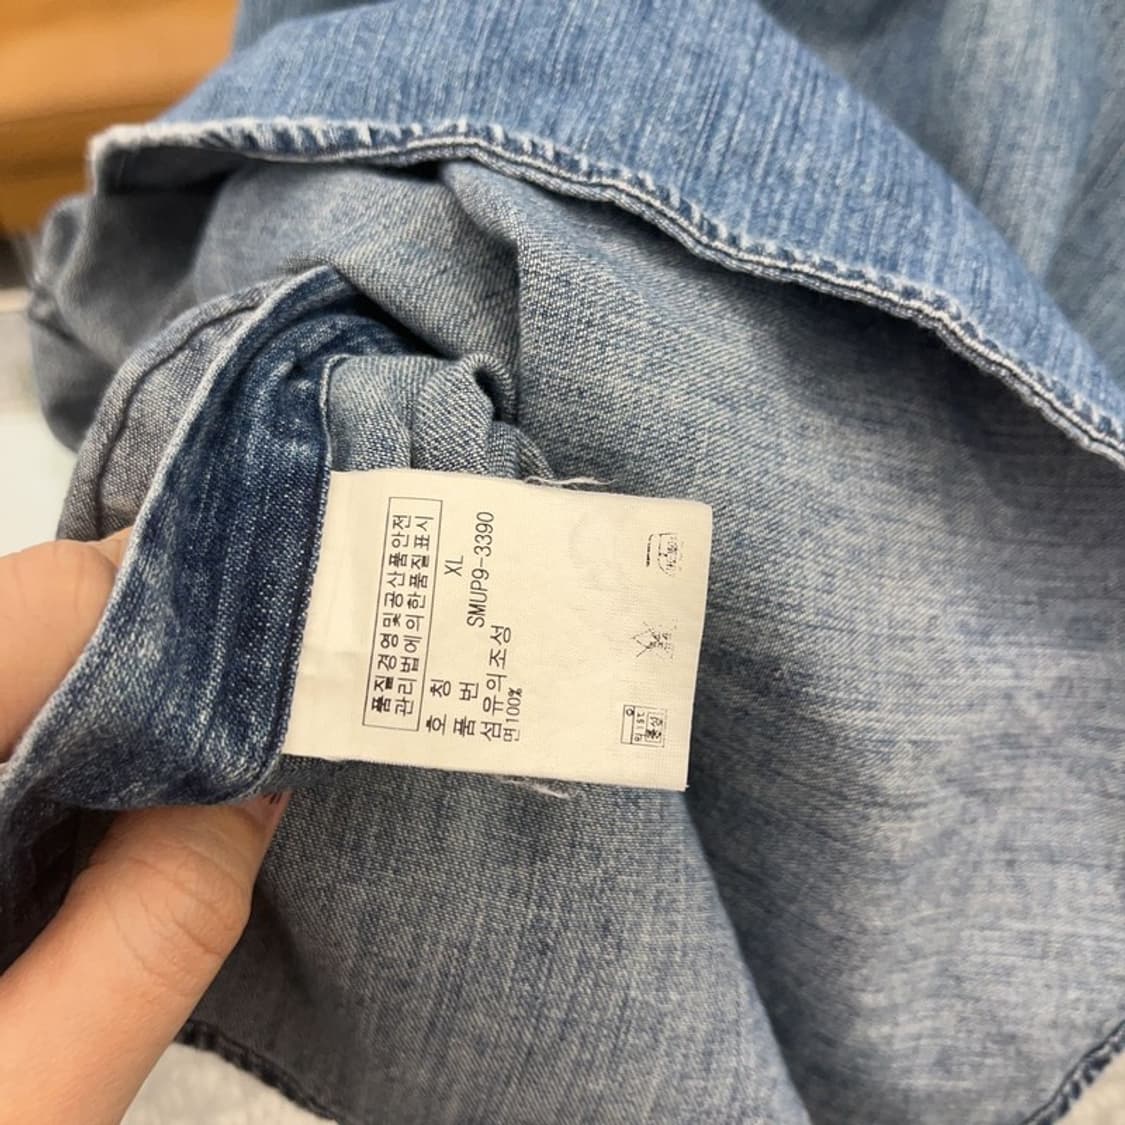 품질경영및공산품안전
관리법에의한품질표시
호 칭 XL
품 번 SMUP9-3390
섬유의조성
면100%